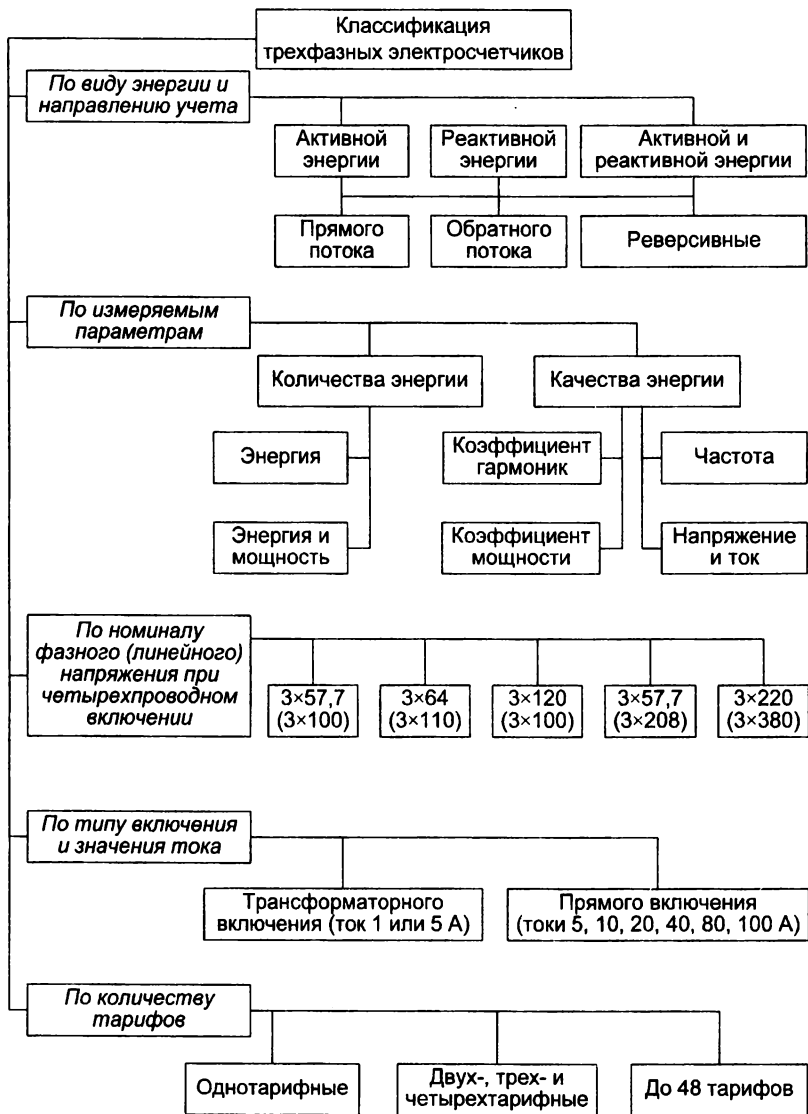 Классификация
трехфазных электросчетчиков
По виду энергии и
направлению учета
Активной
энергии
Реактивной
энергии
Активной и
реактивной энергии
Прямого
потока
Обратного
потока
Реверсивные
По измеряемым
параметрам
Количества энергии
Качества энергии
Энергия
Коэффициент
гармоник
Частота
Энергия и
мощность
Коэффициент
мощности
Напряжение
и ток
По номиналу
фазного (линейного)
напряжения при
четырехпроводном
включении
3×57,7
(3×100)
3×64
(3×110)
3×120
(3×100)
3×57,7
(3×208)
3×220
(3×380)
По типу включения
и значения тока
Трансформаторного
включения (ток 1 или 5 А)
Прямого включения
(токи 5, 10, 20, 40, 80, 100 А)
По количеству
тарифов
Однотарифные
Двух-, трех- и
четырехтарифные
До 48 тарифов